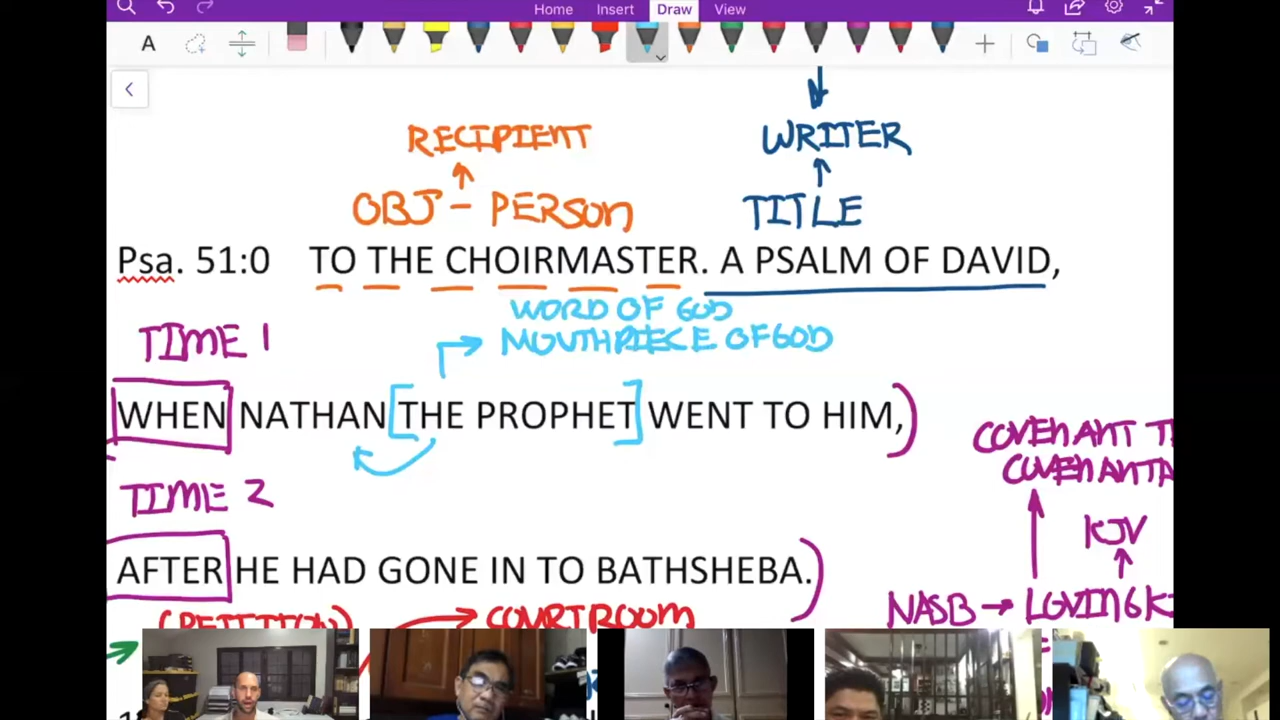 Home Insert Draw View
A
WRITER
RECIPIENT
TITLE
OBJ - PERSON
Psa. 51:0 TO THE CHOIRMASTER. A PSALM OF DAVID,
WORD OF GOD
MOUTHPIECE OF GOD
TIME 1
WHEN NATHAN [THE PROPHET] WENT TO HIM,)
COVENANT
TIME 2
KJV
AFTER HE HAD GONE IN TO BATHSHEBA.)
NASB → LOVINGK
(PETITION) COURTROOM